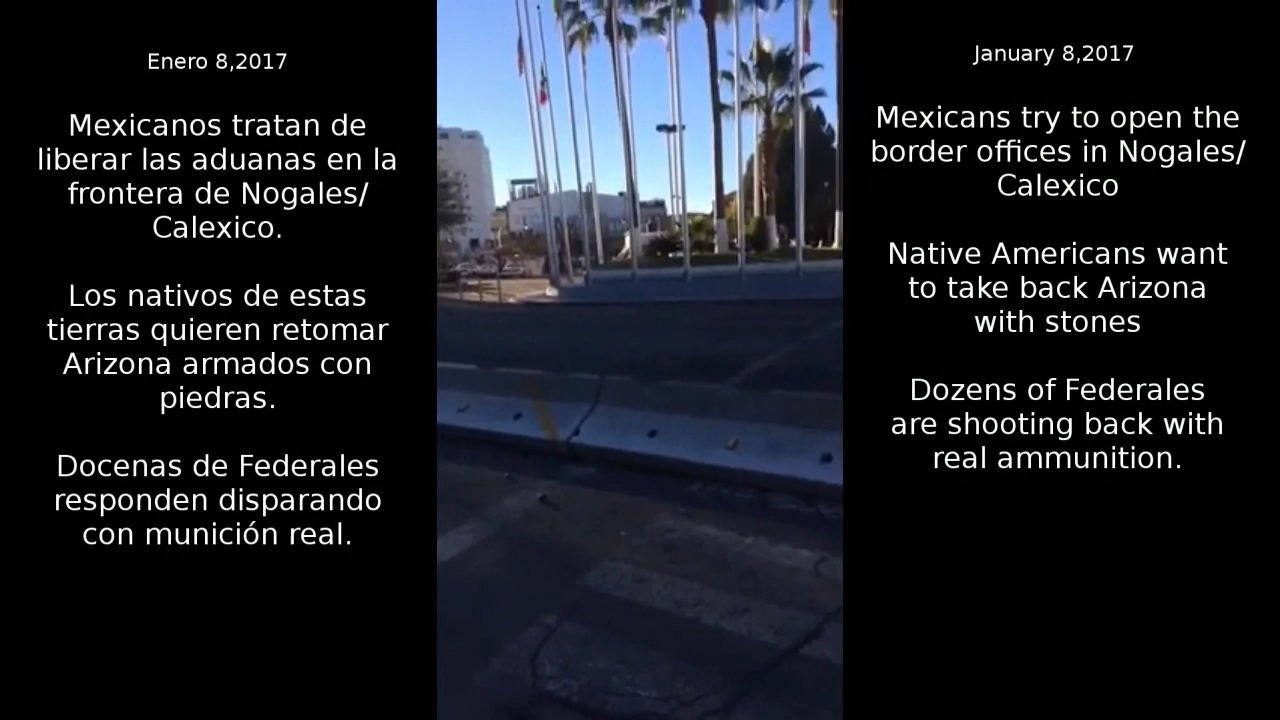 Enero 8,2017
Mexicanos tratan de
liberar las aduanas en la
frontera de Nogales/
Calexico.
Los nativos de estas
tierras quieren retomar
Arizona armados con
piedras.
Docenas de Federales
responden disparando
con munición real.
January 8,2017
Mexicans try to open the
border offices in Nogales/
Calexico
Native Americans want
to take back Arizona
with stones
Dozens of Federales
are shooting back with
real ammunition.